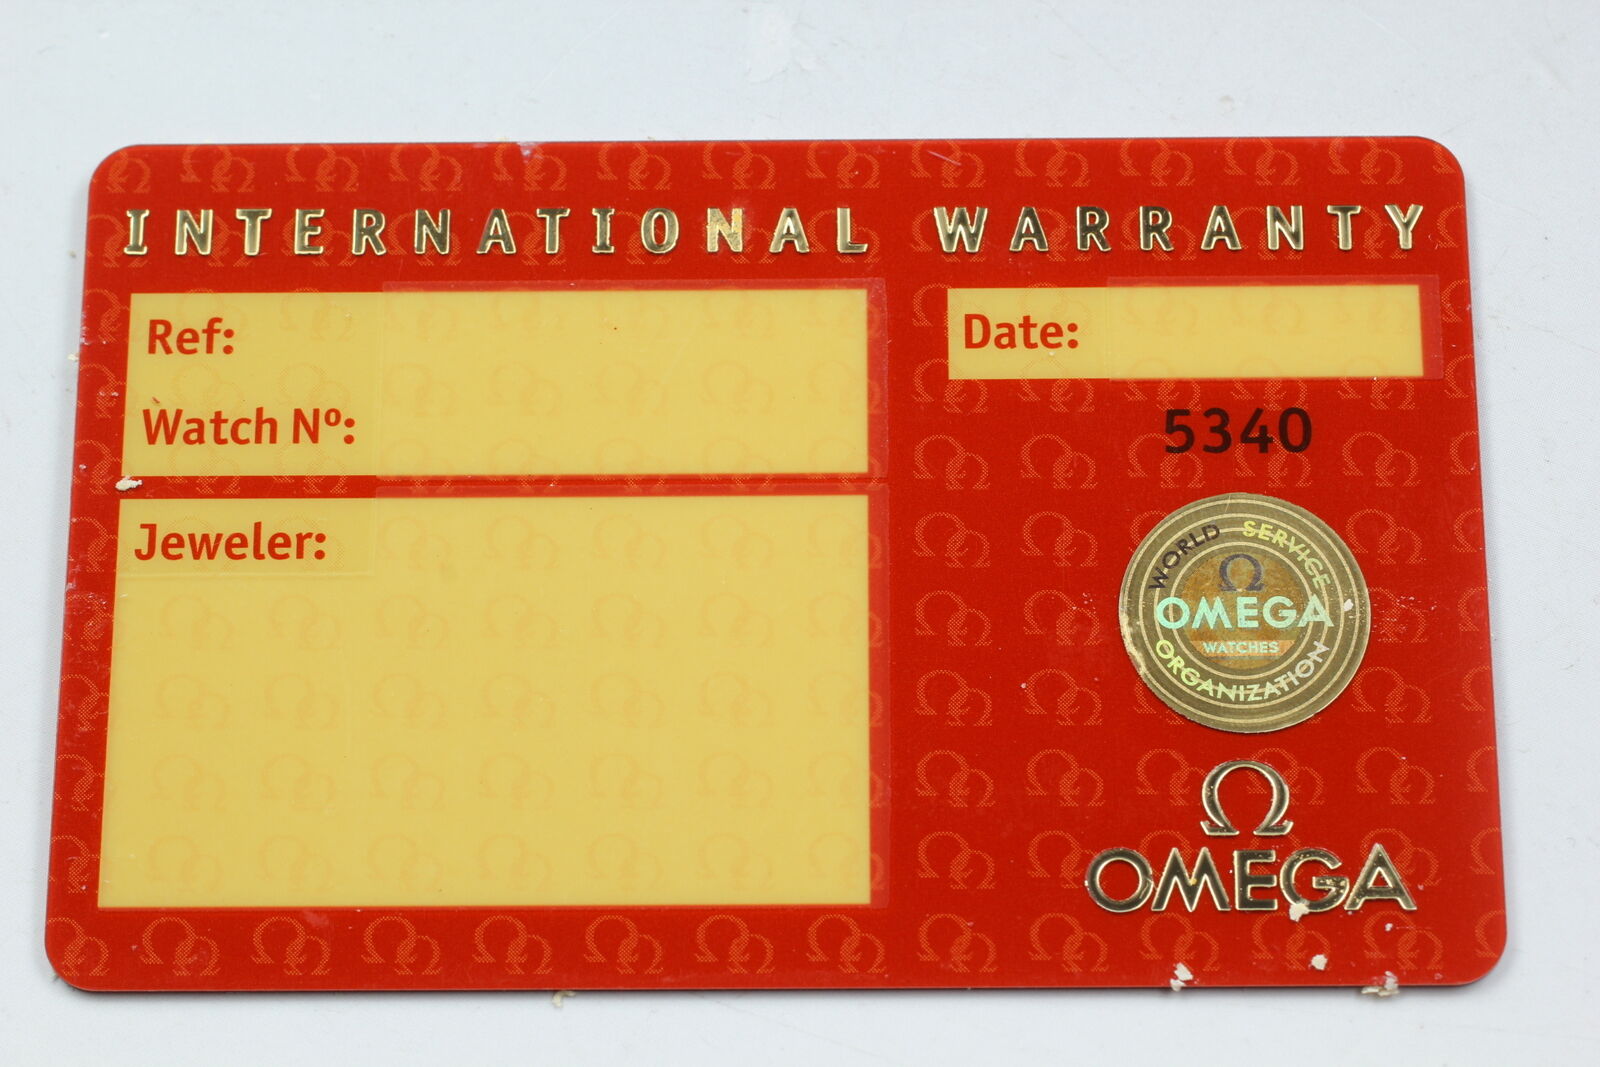 INTERNATIONAL WARRANTY
Ref:
Watch Nº:
Date:
5340
Jeweler:
WORLD SERVICE
Ω
OMEGA
WATCHES
ORGANIZATION
Ω
OMEGA